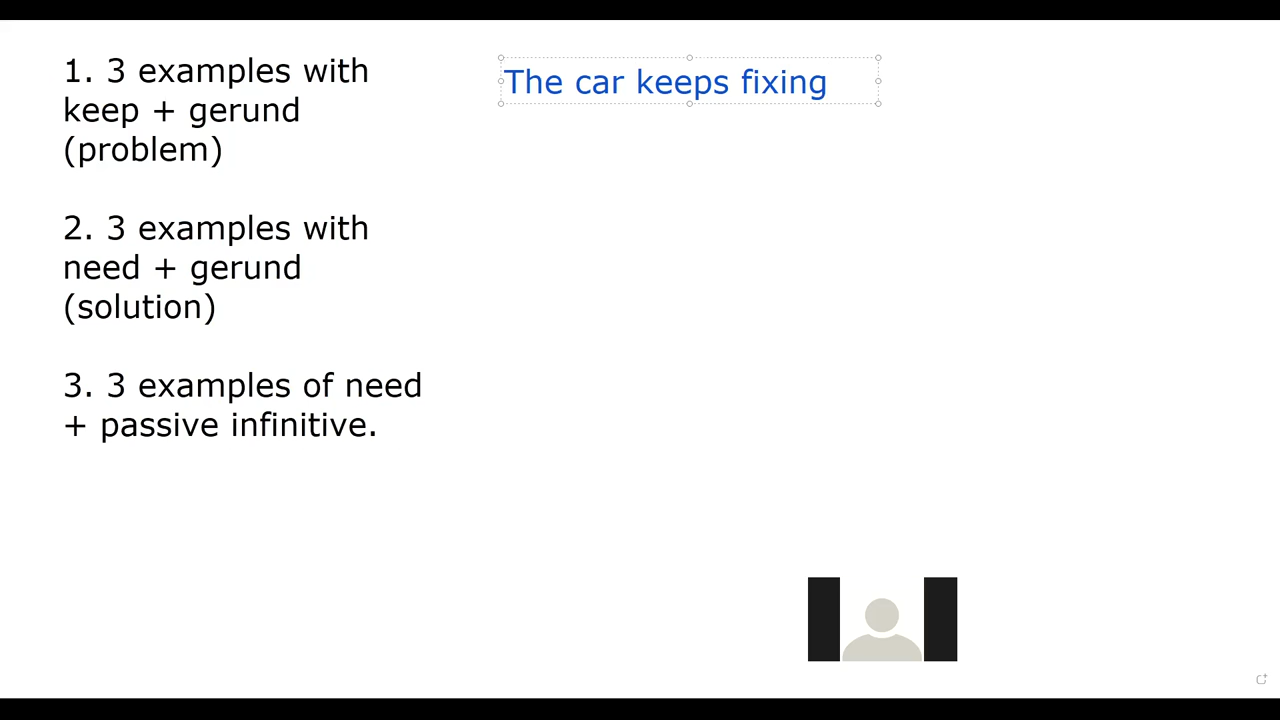 1. 3 examples with
keep + gerund
(problem)
2. 3 examples with
need + gerund
(solution)
3. 3 examples of need
+ passive infinitive.
The car keeps fixing